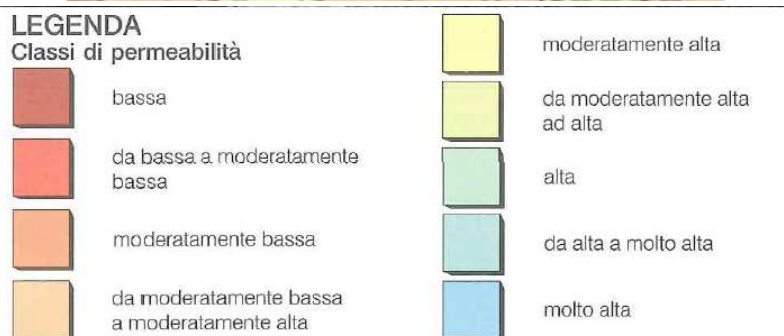 LEGENDA
Classi di permeabilità
bassa
da bassa a moderatamente
bassa
moderatamente bassa
da moderatamente bassa
a moderatamente alta
moderatamente alta
da moderatamente alta
ad alta
alta
da alta a molto alta
molto alta